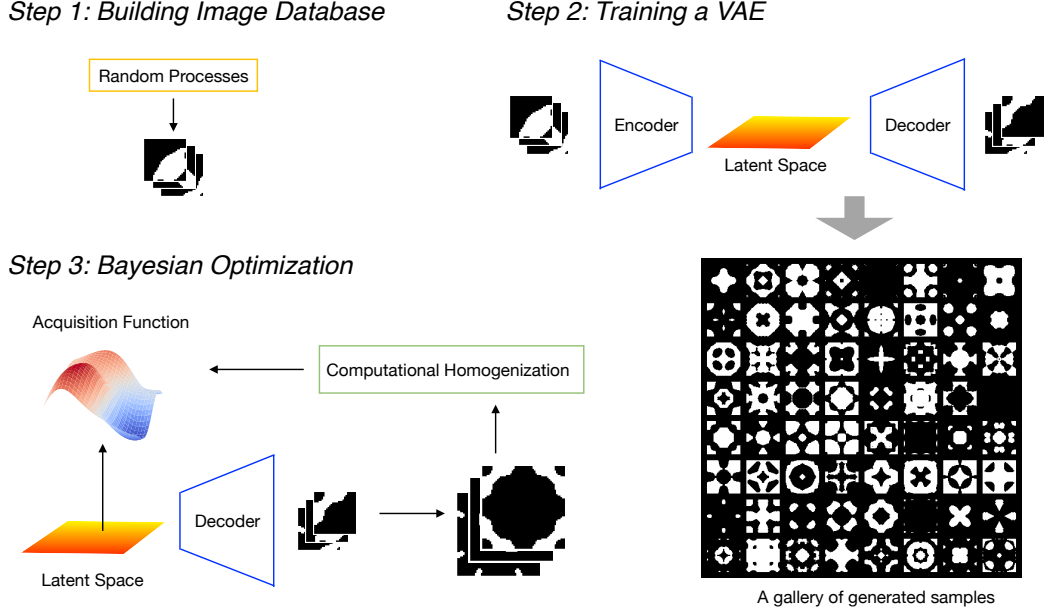 Step 1: Building Image Database
Random Processes
Step 2: Training a VAE
Encoder
Latent Space
Decoder
Step 3: Bayesian Optimization
Acquisition Function
Computational Homogenization
Decoder
Latent Space
A gallery of generated samples